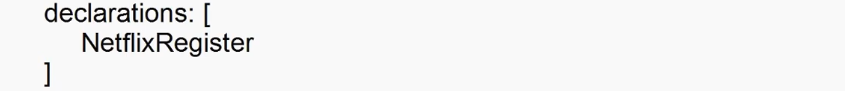 declarations: [
NetflixRegister
]